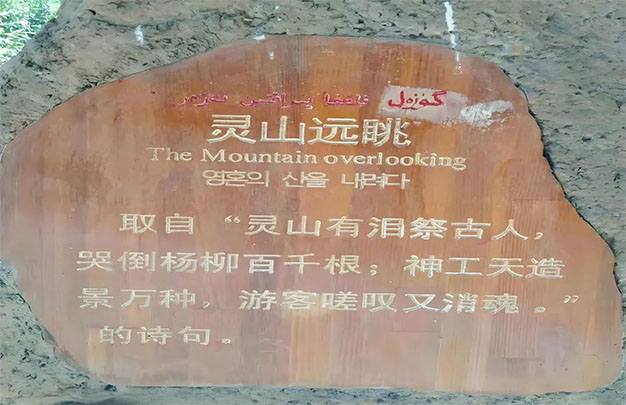 گۈزەل
灵山远眺
The Mountain overlooking
영혼의 산을 내려다
取自“灵山有泪祭古人，
哭倒杨柳百千根；神工天造
景万种，游客嗟叹又消魂。”
的诗句。